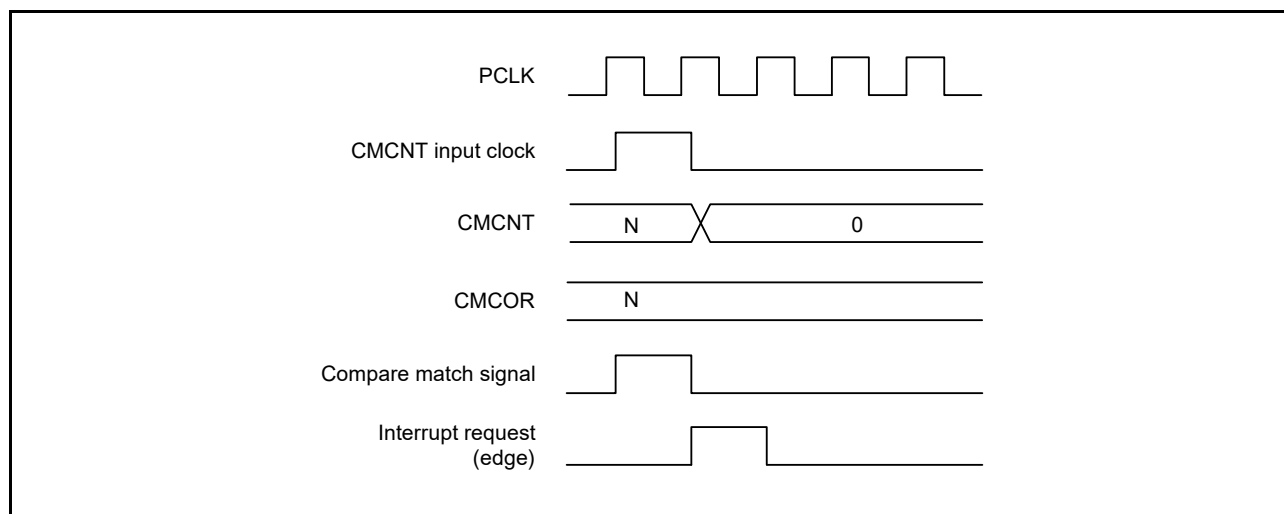 PCLK
CMCNT input clock
CMCNT
N
0
CMCOR
N
Compare match signal
Interrupt request
(edge)